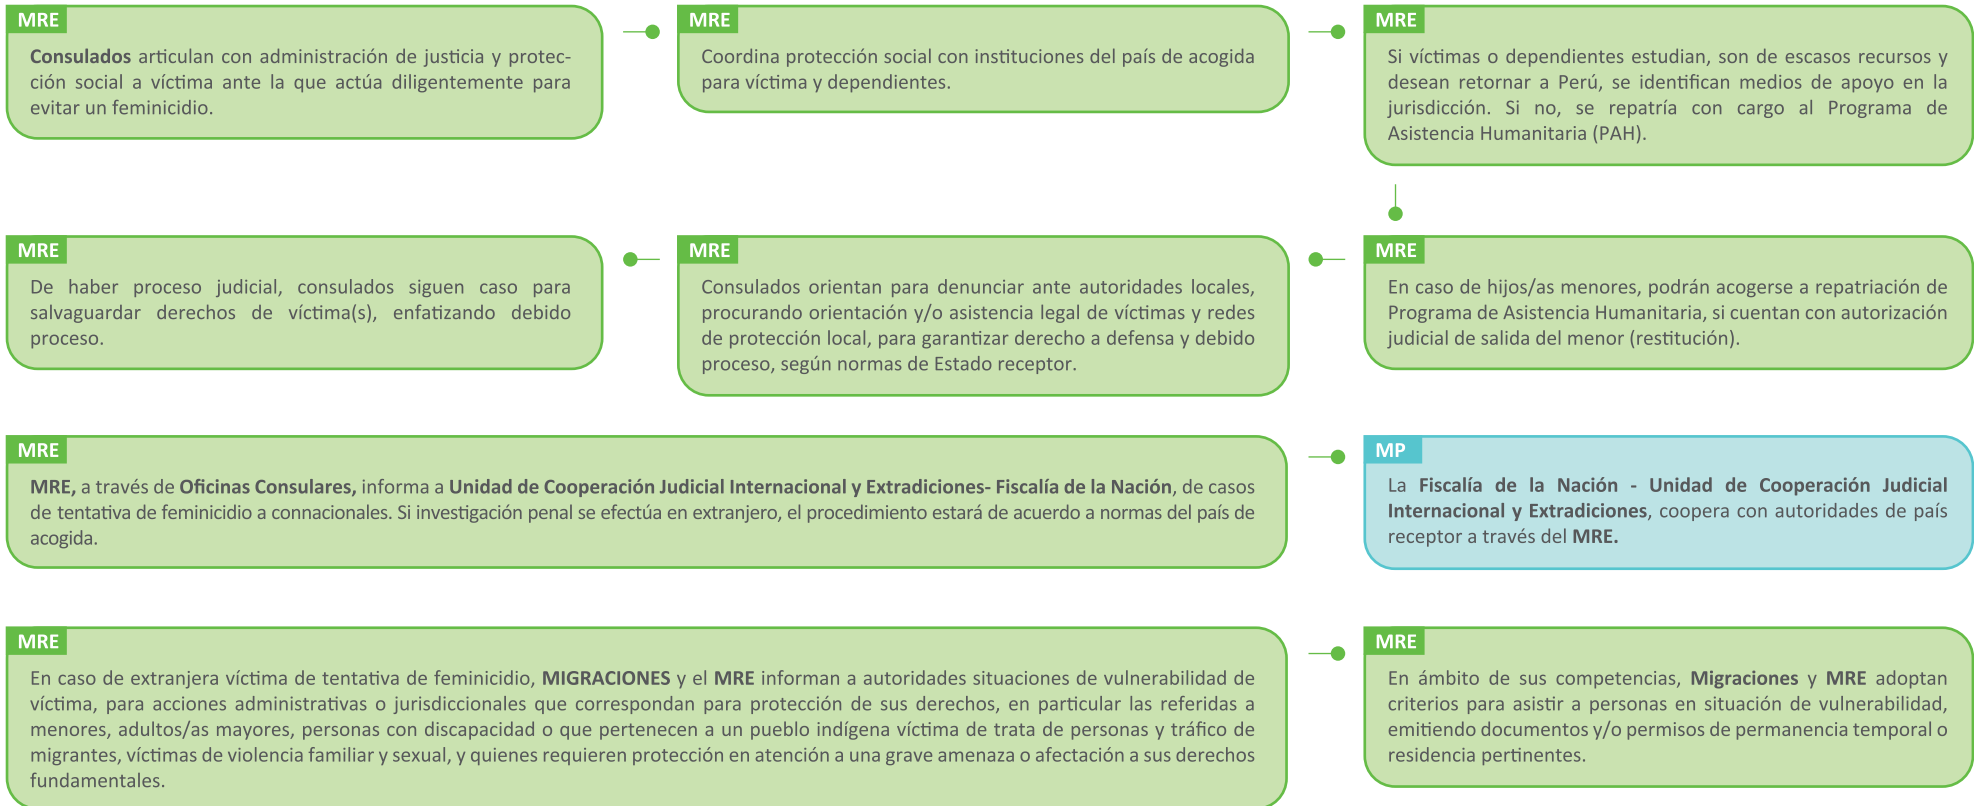 MRE
Consulados articulan con administración de justicia y protec-
ción social a víctima ante la que actúa diligentemente para
evitar un feminicidio.
MRE
Coordina protección social con instituciones del país de acogida
para víctima y dependientes.
MRE
Si víctimas o dependientes estudian, son de escasos recursos y
desean retornar a Perú, se identifican medios de apoyo en la
jurisdicción. Si no, se repatría con cargo al Programa de
Asistencia Humanitaria (PAH).
MRE
En caso de hijos/as menores, podrán acogerse a repatriación de
Programa de Asistencia Humanitaria, si cuentan con autorización
judicial de salida del menor (restitución).
MRE
Consulados orientan para denunciar ante autoridades locales,
procurando orientación y/o asistencia legal de víctimas y redes
de protección local, para garantizar derecho a defensa y debido
proceso, según normas de Estado receptor.
MRE
De haber proceso judicial, consulados siguen caso para
salvaguardar derechos de víctima(s), enfatizando debido
proceso.
MRE
MRE, a través de Oficinas Consulares, informa a Unidad de Cooperación Judicial Internacional y Extradiciones- Fiscalía de la Nación, de casos
de tentativa de feminicidio a connacionales. Si investigación penal se efectúa en extranjero, el procedimiento estará de acuerdo a normas del país de
acogida.
MP
La Fiscalía de la Nación - Unidad de Cooperación Judicial
Internacional y Extradiciones, coopera con autoridades de país
receptor a través del MRE.
MRE
En caso de extranjera víctima de tentativa de feminicidio, MIGRACIONES y el MRE informan a autoridades situaciones de vulnerabilidad de
víctima, para acciones administrativas o jurisdiccionales que correspondan para protección de sus derechos, en particular las referidas a
menores, adultos/as mayores, personas con discapacidad o que pertenecen a un pueblo indígena víctima de trata de personas y tráfico de
migrantes, víctimas de violencia familiar y sexual, y quienes requieren protección en atención a una grave amenaza o afectación a sus derechos
fundamentales.
MRE
En ámbito de sus competencias, Migraciones y MRE adoptan
criterios para asistir a personas en situación de vulnerabilidad,
emitiendo documentos y/o permisos de permanencia temporal o
residencia pertinentes.